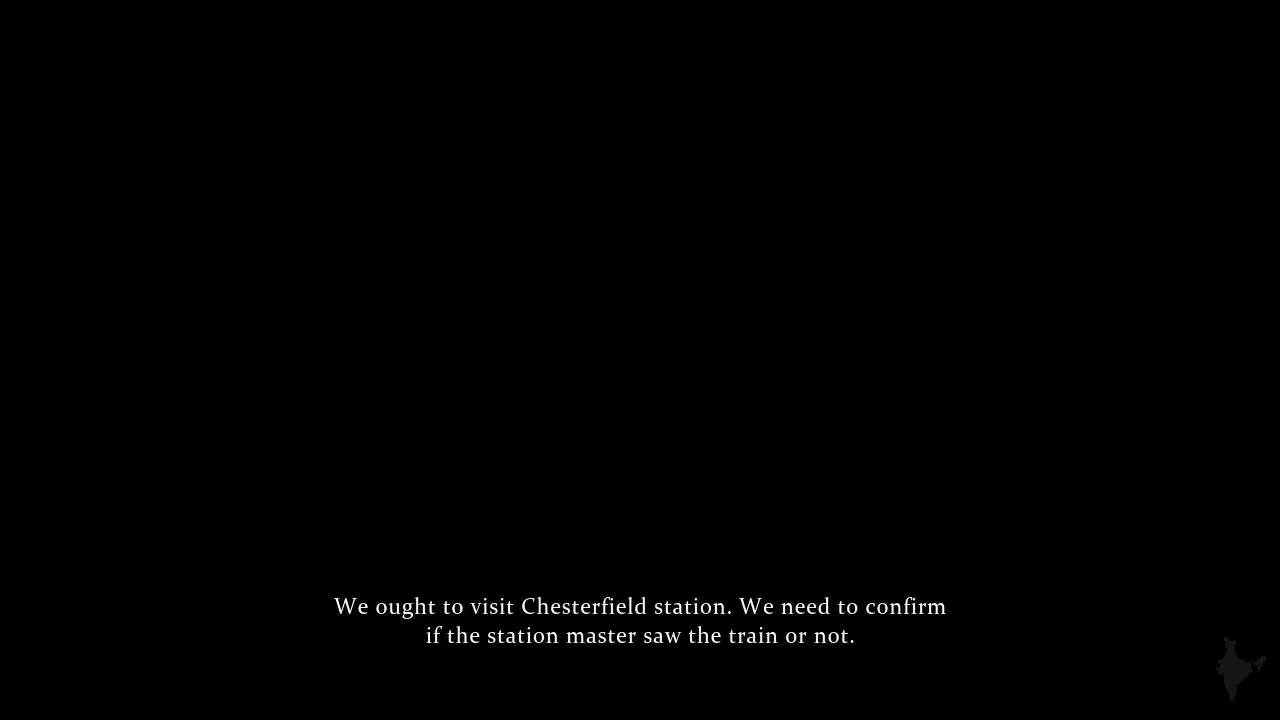 We ought to visit Chesterfield station. We need to confirm
if the station master saw the train or not.